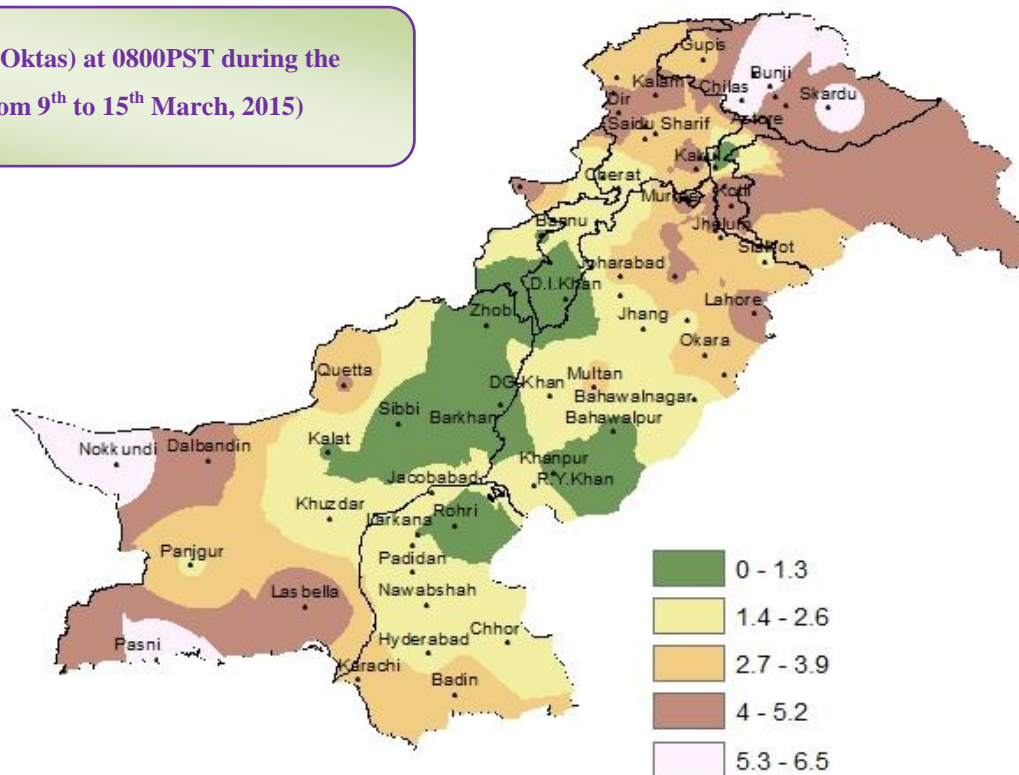 Oktas) at 0800PST during the
om 9th to 15th March, 2015)
Gupis
Kalam
Chilas
Bunji
Skardu
Dir
Astore
Saidu Sharif
Kakul
Cherat
Murree
Kotli
Bannu
Jhelum
Sialkot
Joharabad
D.I.Khan
Zhob
Lahore
Jhang
Okara
Quetta
DG.Khan
Multan
Bahawalnagar
Sibbi
Barkhan
Bahawalpur
Nokkundi
Dalbandin
Kalat
Khanpur
Jacobabad
R.Y.Khan
Khuzdar
Larkana
Rohri
Panjgur
Padidan
Lasbella
Nawabshah
Pasni
Hyderabad
Chhor
Karachi
Badin
0 - 1.3
1.4 - 2.6
2.7 - 3.9
4 - 5.2
5.3 - 6.5